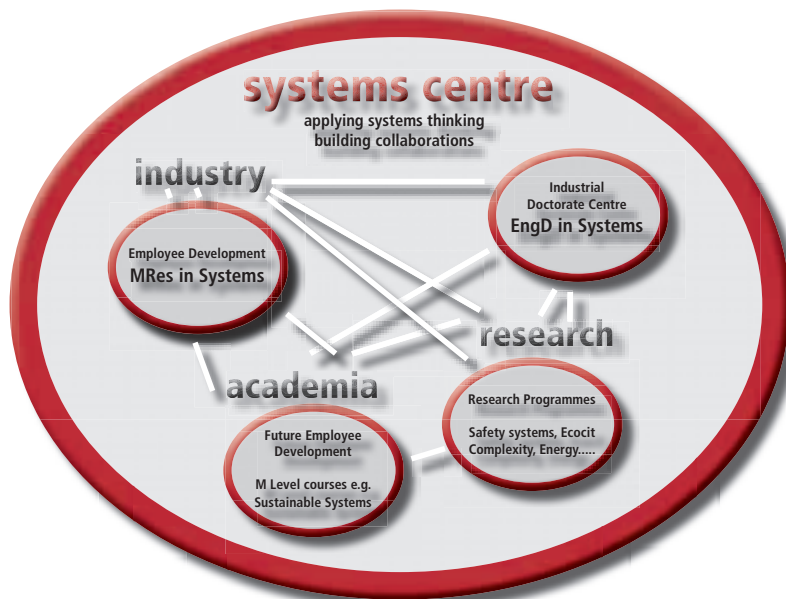 systems centre
applying systems thinking
building collaborations
industry
Industrial
Doctorate Centre
EngD in Systems
Employee Development
MRes in Systems
research
academia
Research Programmes
Safety systems, Ecocit
Complexity, Energy.....
Future Employee
Development
M Level courses e.g.
Sustainable Systems